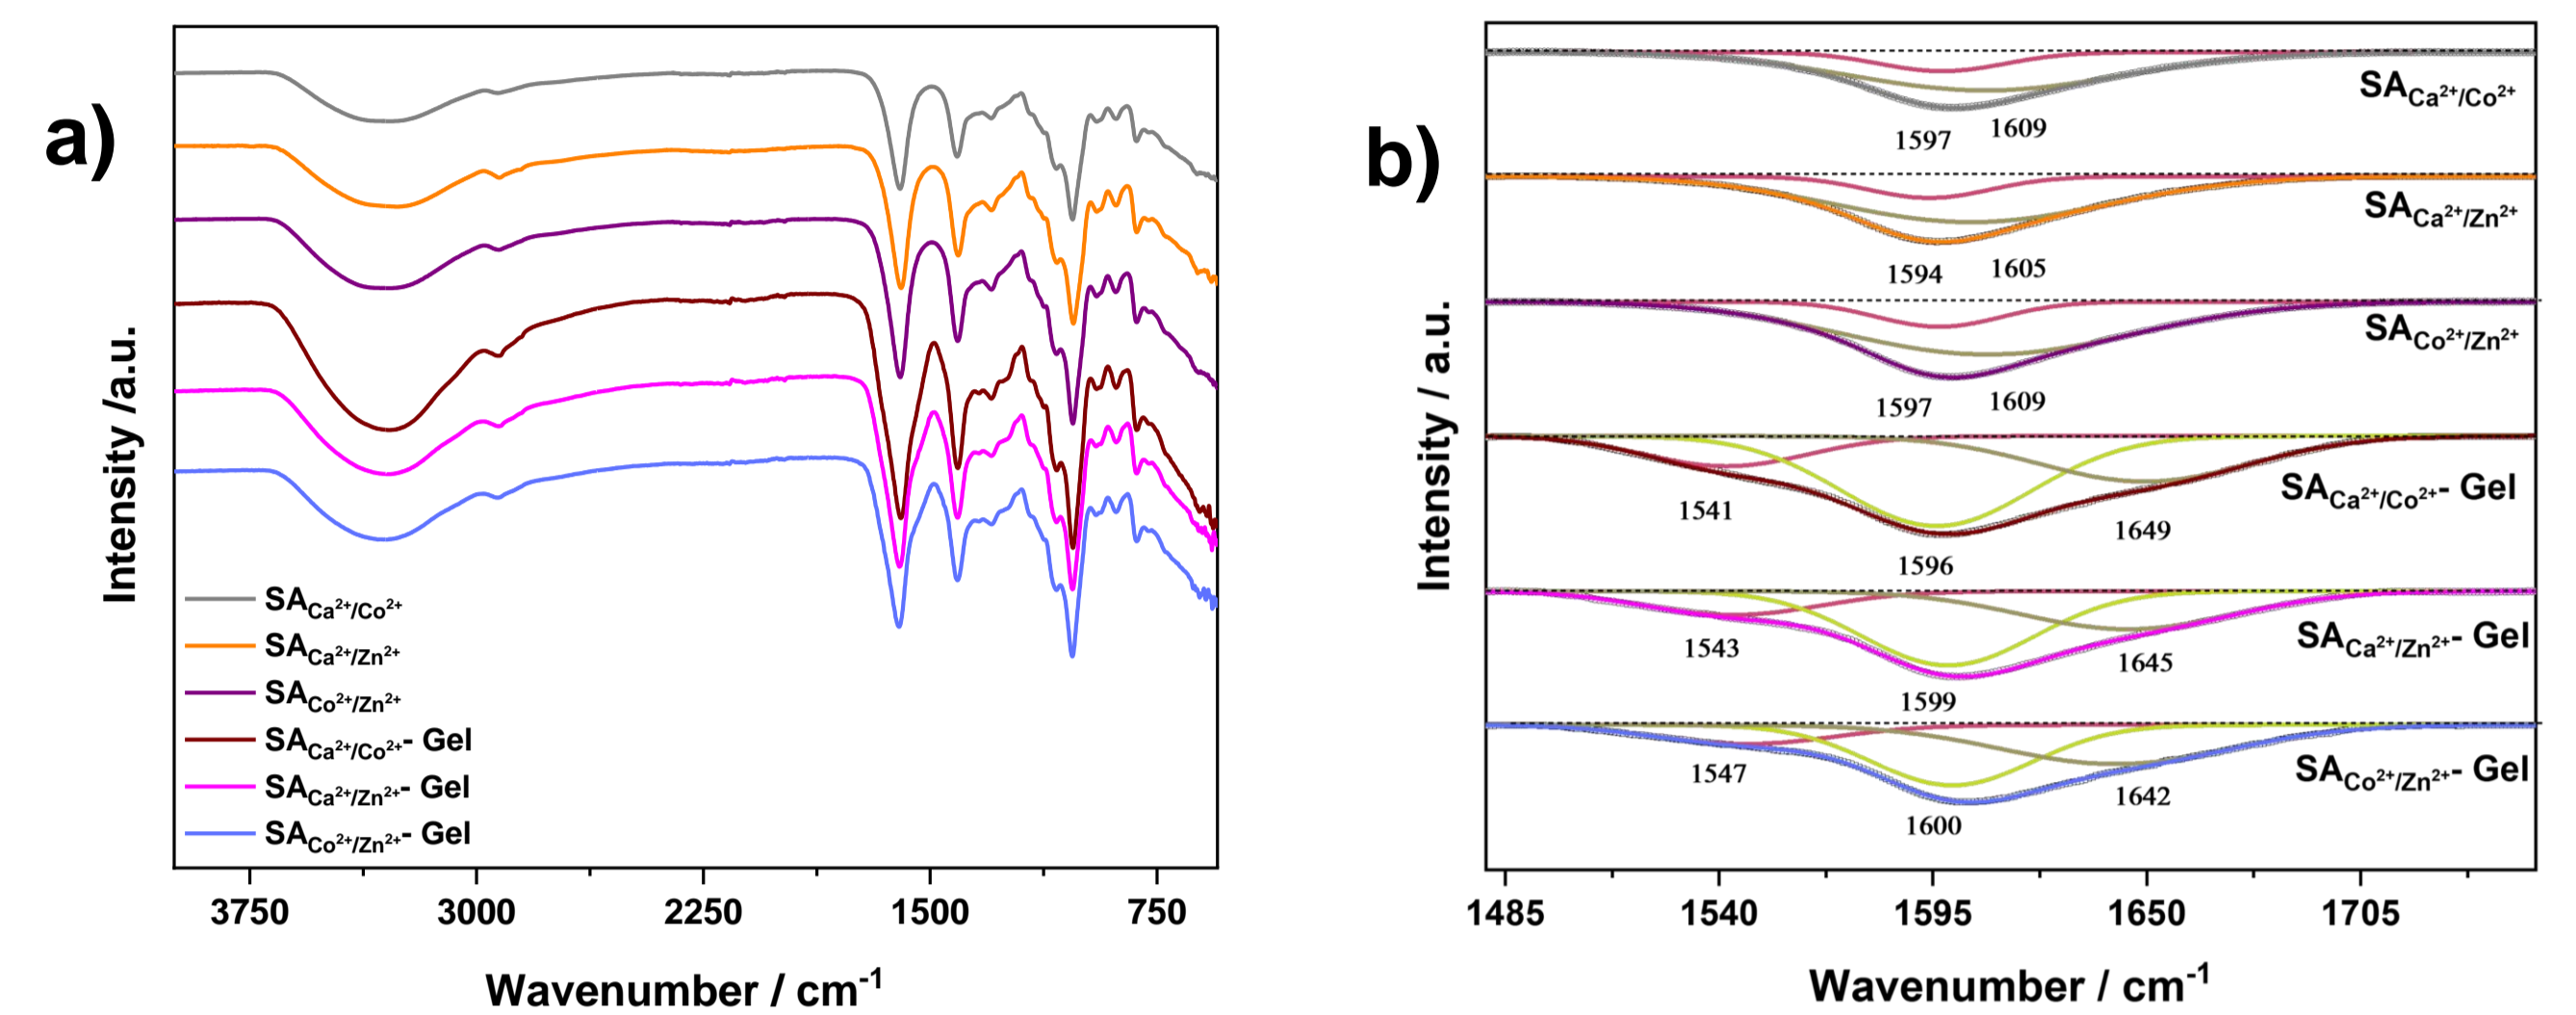 a)
Intensity /a.u.
SACa²⁺/Co²⁺
SACa²⁺/Zn²⁺
SACo²⁺/Zn²⁺
SACa²⁺/Co²⁺- Gel
SACa²⁺/Zn²⁺- Gel
SACo²⁺/Zn²⁺- Gel
3750 3000 2250 1500 750
Wavenumber / cm⁻¹
b)
Intensity / a.u.
SACa²⁺/Co²⁺
1597 1609
SACa²⁺/Zn²⁺
1594 1605
SACo²⁺/Zn²⁺
1597 1609
SACa²⁺/Co²⁺- Gel
1541 1596 1649
SACa²⁺/Zn²⁺- Gel
1543 1599 1645
SACo²⁺/Zn²⁺- Gel
1547 1600 1642
1485 1540 1595 1650 1705
Wavenumber / cm⁻¹